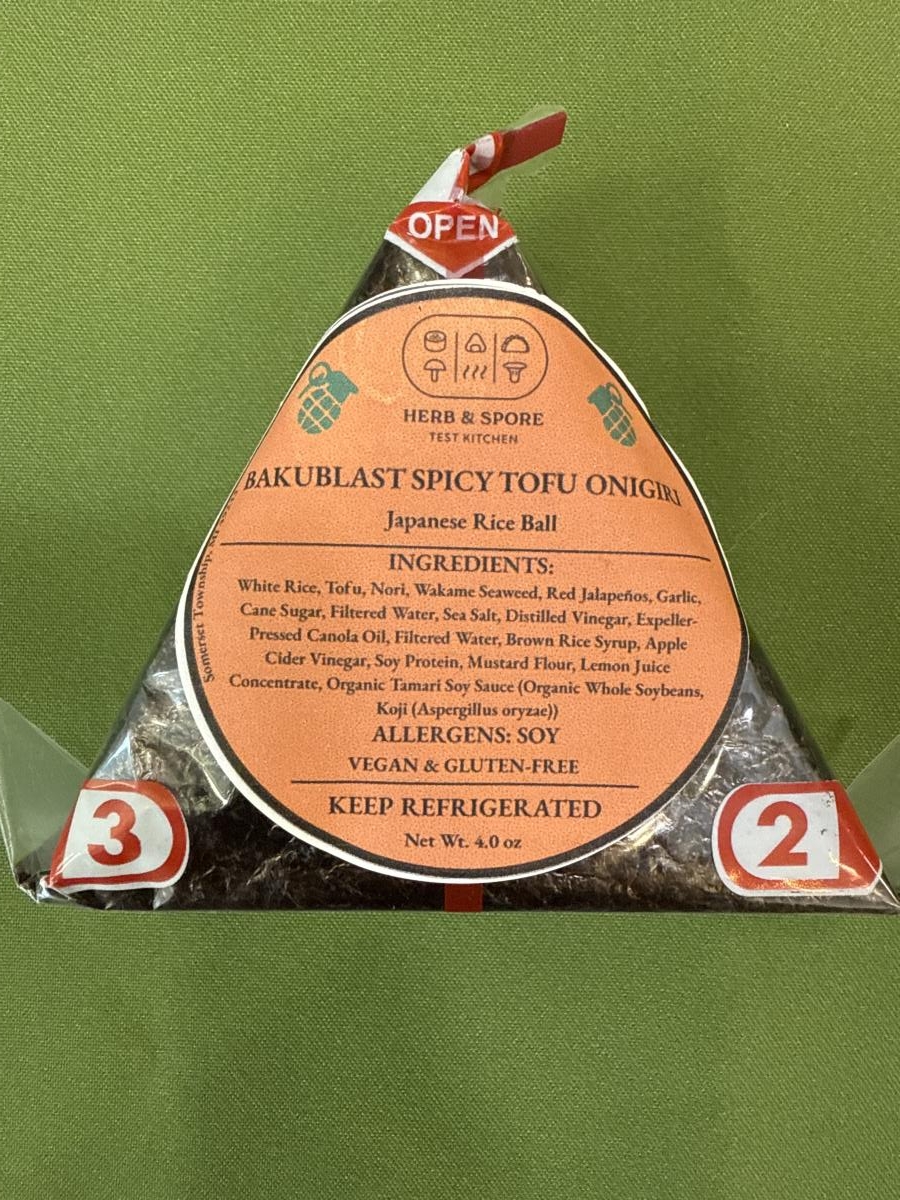 OPEN
HERB & SPORE
TEST KITCHEN
BAKUBLAST SPICY TOFU ONIGIRI
Japanese Rice Ball
INGREDIENTS:
White Rice, Tofu, Nori, Wakame Seaweed, Red Jalapeños, Garlic,
Cane Sugar, Filtered Water, Sea Salt, Distilled Vinegar, Expeller-
Pressed Canola Oil, Filtered Water, Brown Rice Syrup, Apple
Cider Vinegar, Soy Protein, Mustard Flour, Lemon Juice
Concentrate, Organic Tamari Soy Sauce (Organic Whole Soybeans,
Koji (Aspergillus oryzae))
ALLERGENS: SOY
VEGAN & GLUTEN-FREE
KEEP REFRIGERATED
Net Wt. 4.0 oz
Somerset Township,
3
2